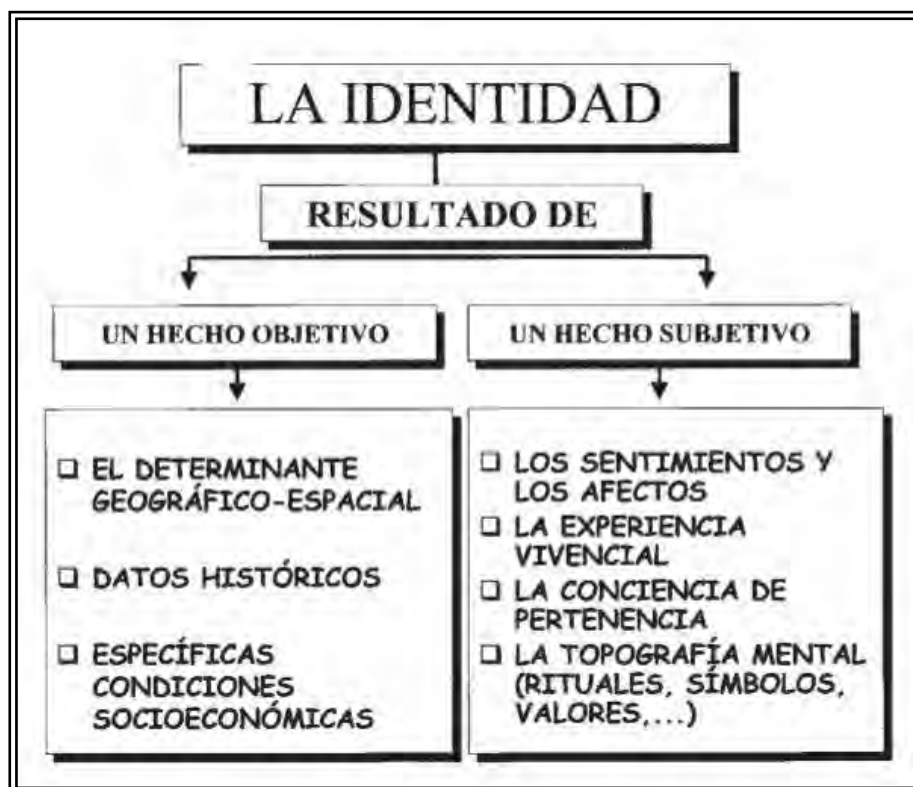 LA IDENTIDAD
RESULTADO DE
UN HECHO OBJETIVO
❑ EL DETERMINANTE
GEOGRÁFICO-ESPACIAL
❑ DATOS HISTÓRICOS
❑ ESPECÍFICAS
CONDICIONES
SOCIOECONÓMICAS
UN HECHO SUBJETIVO
❑ LOS SENTIMIENTOS Y
LOS AFECTOS
❑ LA EXPERIENCIA
VIVENCIAL
❑ LA CONCIENCIA DE
PERTENENCIA
❑ LA TOPOGRAFÍA MENTAL
(RITUALES, SÍMBOLOS,
VALORES,...)